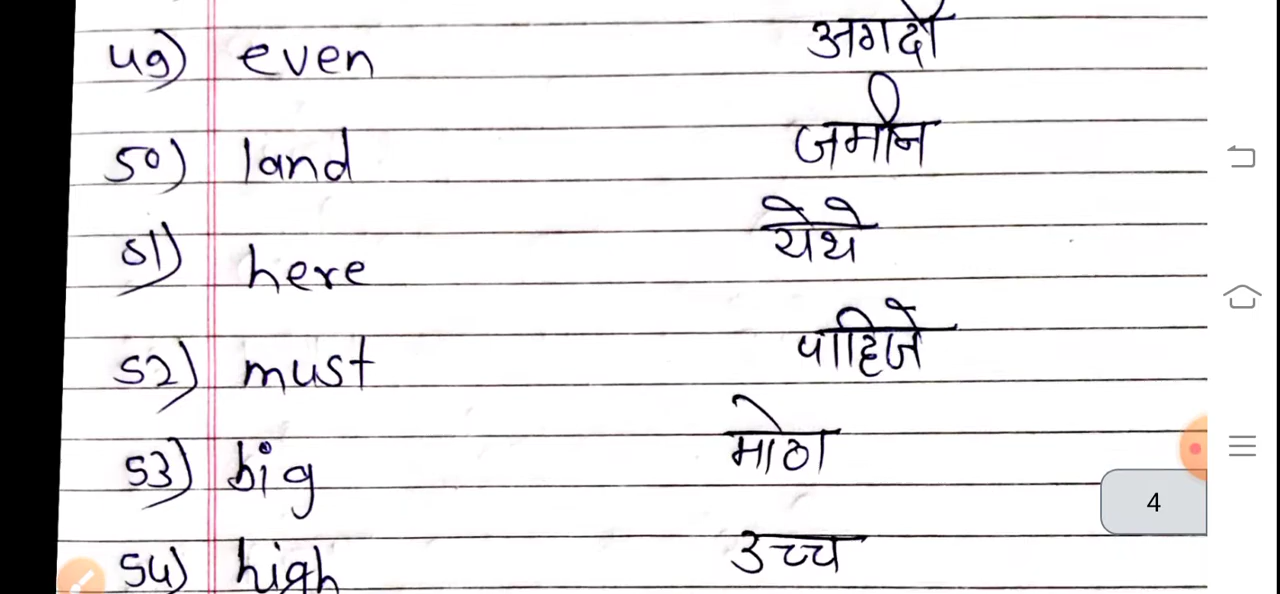 49) even अगदी
50) land जमीन
51) here येथे
52) must पाहिजे
53) big मोठा
54) high उच्च
4